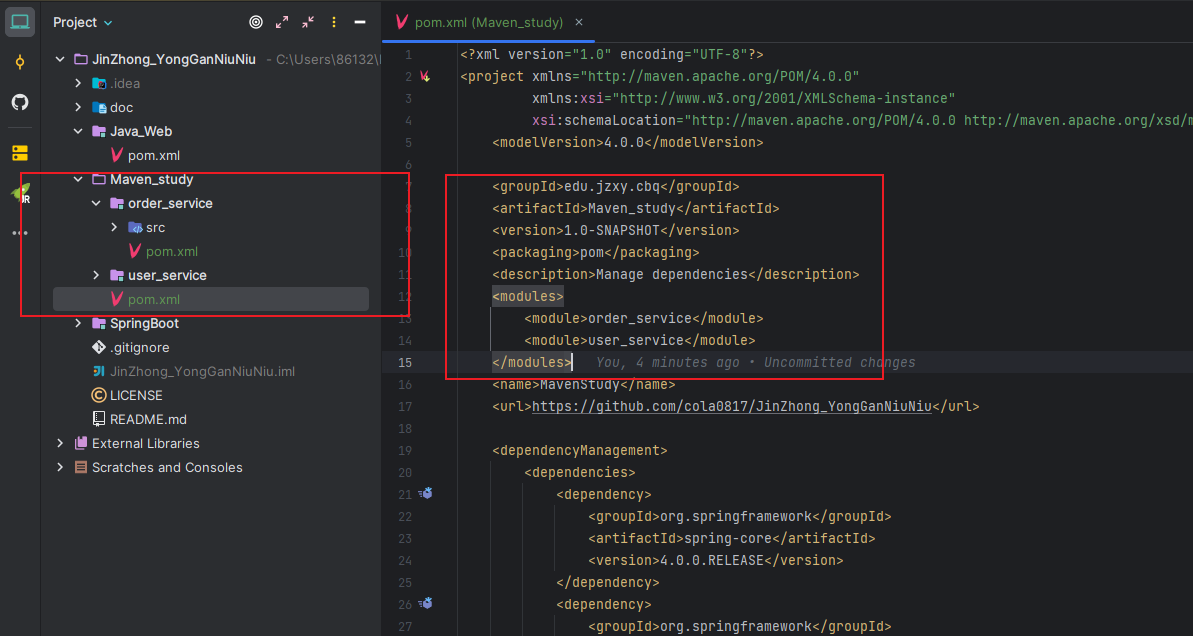 Project
JinZhong_YongGanNiuNiu - C:\Users\86132\
.idea
doc
Java_Web
pom.xml
Maven_study
order_service
src
pom.xml
user_service
pom.xml
SpringBoot
.gitignore
JinZhong_YongGanNiuNiu.iml
LICENSE
README.md
External Libraries
Scratches and Consoles
pom.xml (Maven_study)
1 <?xml version="1.0" encoding="UTF-8"?>
2 <project xmlns="http://maven.apache.org/POM/4.0.0"
3 xmlns:xsi="http://www.w3.org/2001/XMLSchema-instance"
4 xsi:schemaLocation="http://maven.apache.org/POM/4.0.0 http://maven.apache.org/xsd/m
5 <modelVersion>4.0.0</modelVersion>
6
7 <groupId>edu.jzxy.cbq</groupId>
8 <artifactId>Maven_study</artifactId>
9 <version>1.0-SNAPSHOT</version>
10 <packaging>pom</packaging>
11 <description>Manage dependencies</description>
12 <modules>
13 <module>order_service</module>
14 <module>user_service</module>
15 </modules> You, 4 minutes ago • Uncommitted changes
16 <name>MavenStudy</name>
17 <url>https://github.com/cola0817/JinZhong_YongGanNiuNiu</url>
18
19 <dependencyManagement>
20 <dependencies>
21 <dependency>
22 <groupId>org.springframework</groupId>
23 <artifactId>spring-core</artifactId>
24 <version>4.0.0.RELEASE</version>
25 </dependency>
26 <dependency>
27 <groupId>org.springframework</groupId>